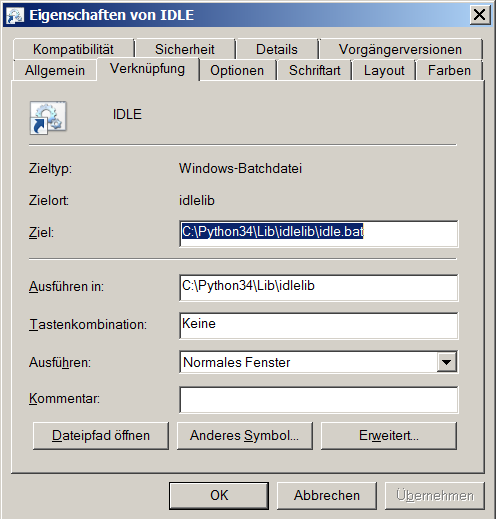 Eigenschaften von IDLE
Kompatibilität Sicherheit Details Vorgängerversionen
Allgemein Verknüpfung Optionen Schriftart Layout Farben
IDLE
Zieltyp: Windows-Batchdatei
Zielort: idlelib
Ziel: C:\Python34\Lib\idlelib\idle.bat
Ausführen in: C:\Python34\Lib\idlelib
Tastenkombination: Keine
Ausführen: Normales Fenster
Kommentar:
Dateipfad öffnen Anderes Symbol... Erweitert...
OK Abbrechen Übernehmen